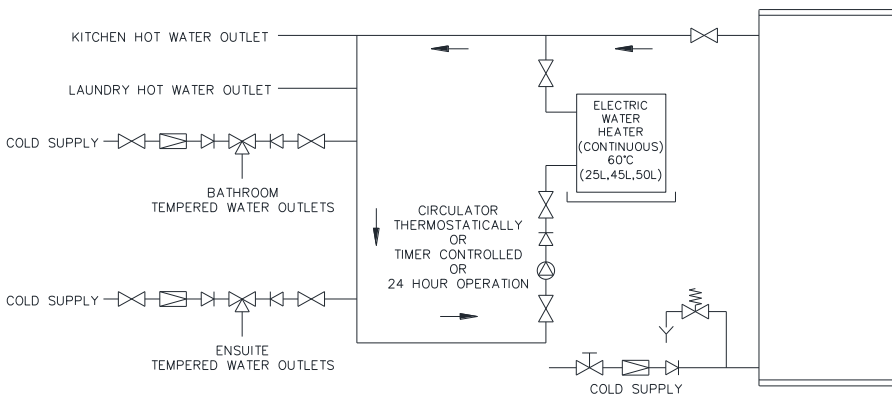 KITCHEN HOT WATER OUTLET
LAUNDRY HOT WATER OUTLET
COLD SUPPLY
BATHROOM
TEMPERED WATER OUTLETS
COLD SUPPLY
ENSUITE
TEMPERED WATER OUTLETS
CIRCULATOR
THERMOSTATICALLY
OR
TIMER CONTROLLED
OR
24 HOUR OPERATION
ELECTRIC
WATER
HEATER
(CONTINUOUS)
60°C
(25L,45L,50L)
COLD SUPPLY